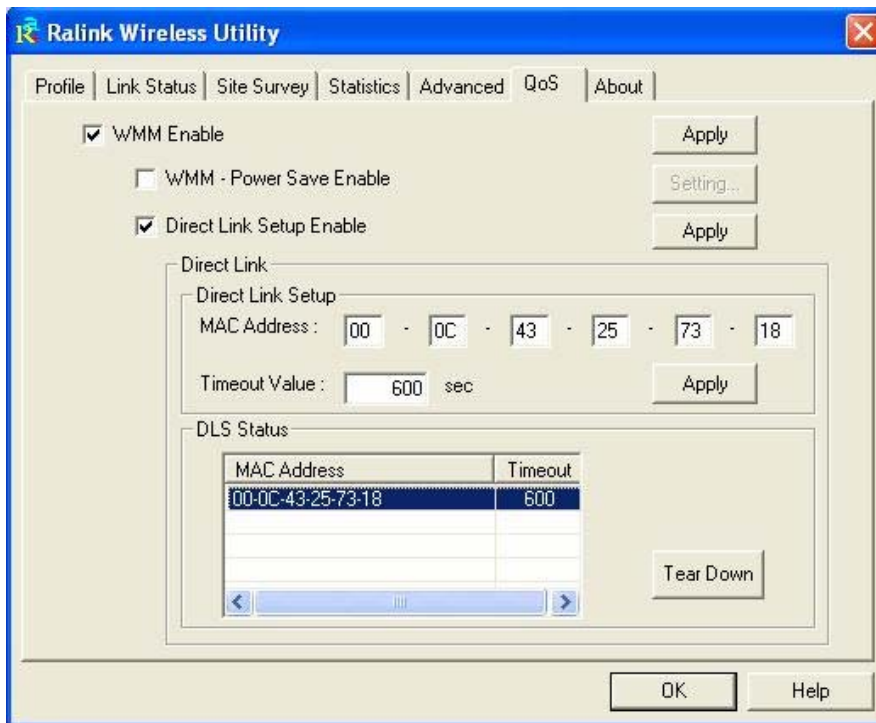 Ralink Wireless Utility
Profile Link Status Site Survey Statistics Advanced QoS About
WMM Enable Apply
WMM - Power Save Enable Setting...
Direct Link Setup Enable Apply
Direct Link
Direct Link Setup
MAC Address : 00 - 0C - 43 - 25 - 73 - 18
Timeout Value : 600 sec Apply
DLS Status
MAC Address Timeout
00-0C-43-25-73-18 600
Tear Down
OK Help